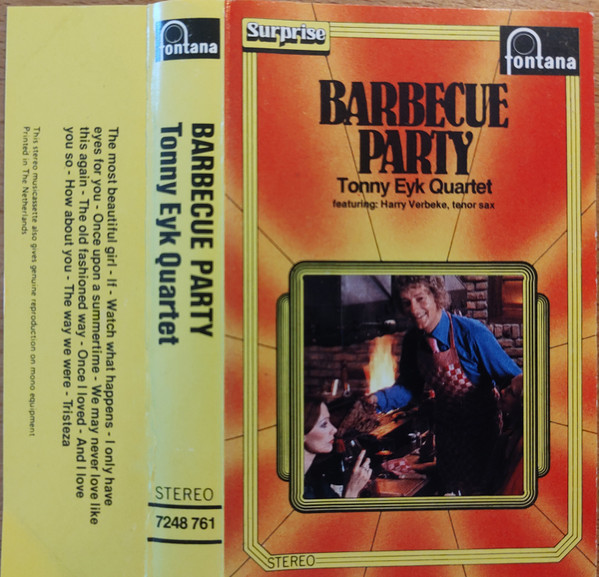 This stereo musicassette also gives genuine reproduction on mono equipment
Printed in The Netherlands
The most beautiful girl - If - Watch what happens - I only have
eyes for you - Once upon a summertime - We may never love like
this again - The old fashioned way - Once I loved - And I love
you so - How about you - The way we were - Tristeza
fontana
BARBECUE PARTY
Tonny Eyk Quartet
STEREO
7248 761
Surprise
fontana
BARBECUE
PARTY
Tonny Eyk Quartet
featuring: Harry Verbeke, tenor sax
STEREO